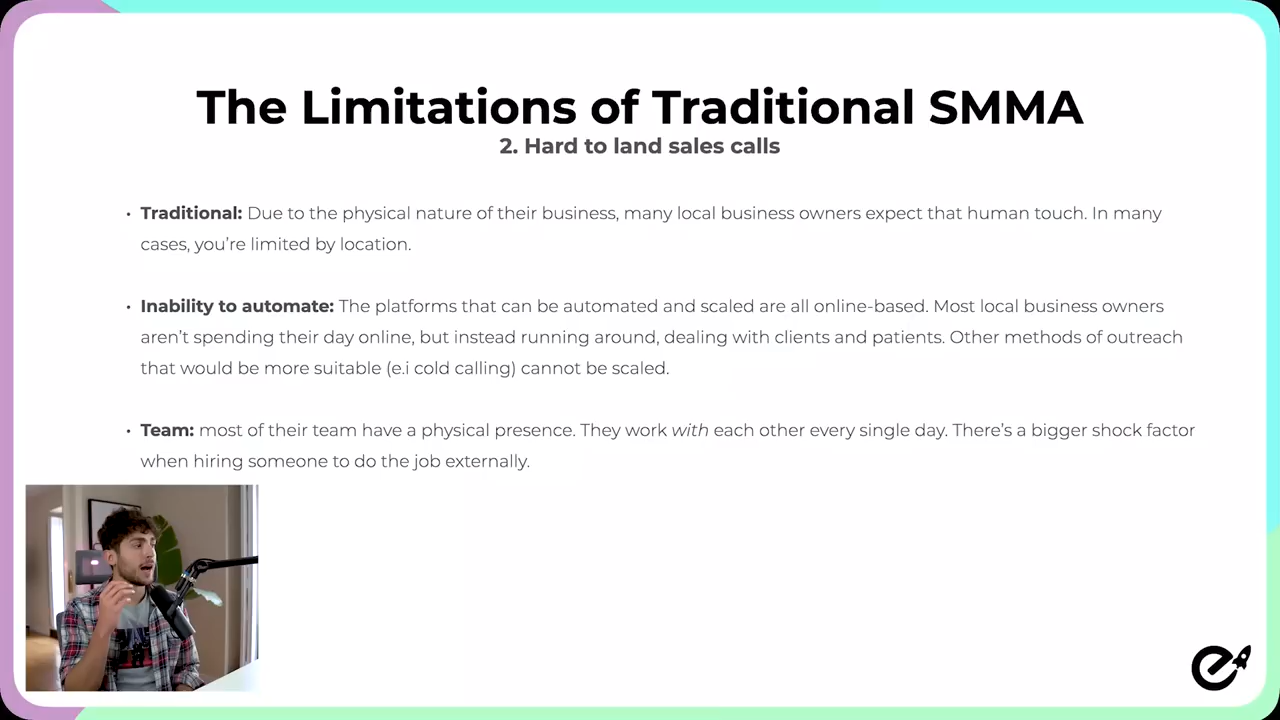 The Limitations of Traditional SMMA
2. Hard to land sales calls
• Traditional: Due to the physical nature of their business, many local business owners expect that human touch. In many
cases, you're limited by location.
• Inability to automate: The platforms that can be automated and scaled are all online-based. Most local business owners
aren't spending their day online, but instead running around, dealing with clients and patients. Other methods of outreach
that would be more suitable (e.i cold calling) cannot be scaled.
• Team: most of their team have a physical presence. They work with each other every single day. There's a bigger shock factor
when hiring someone to do the job externally.